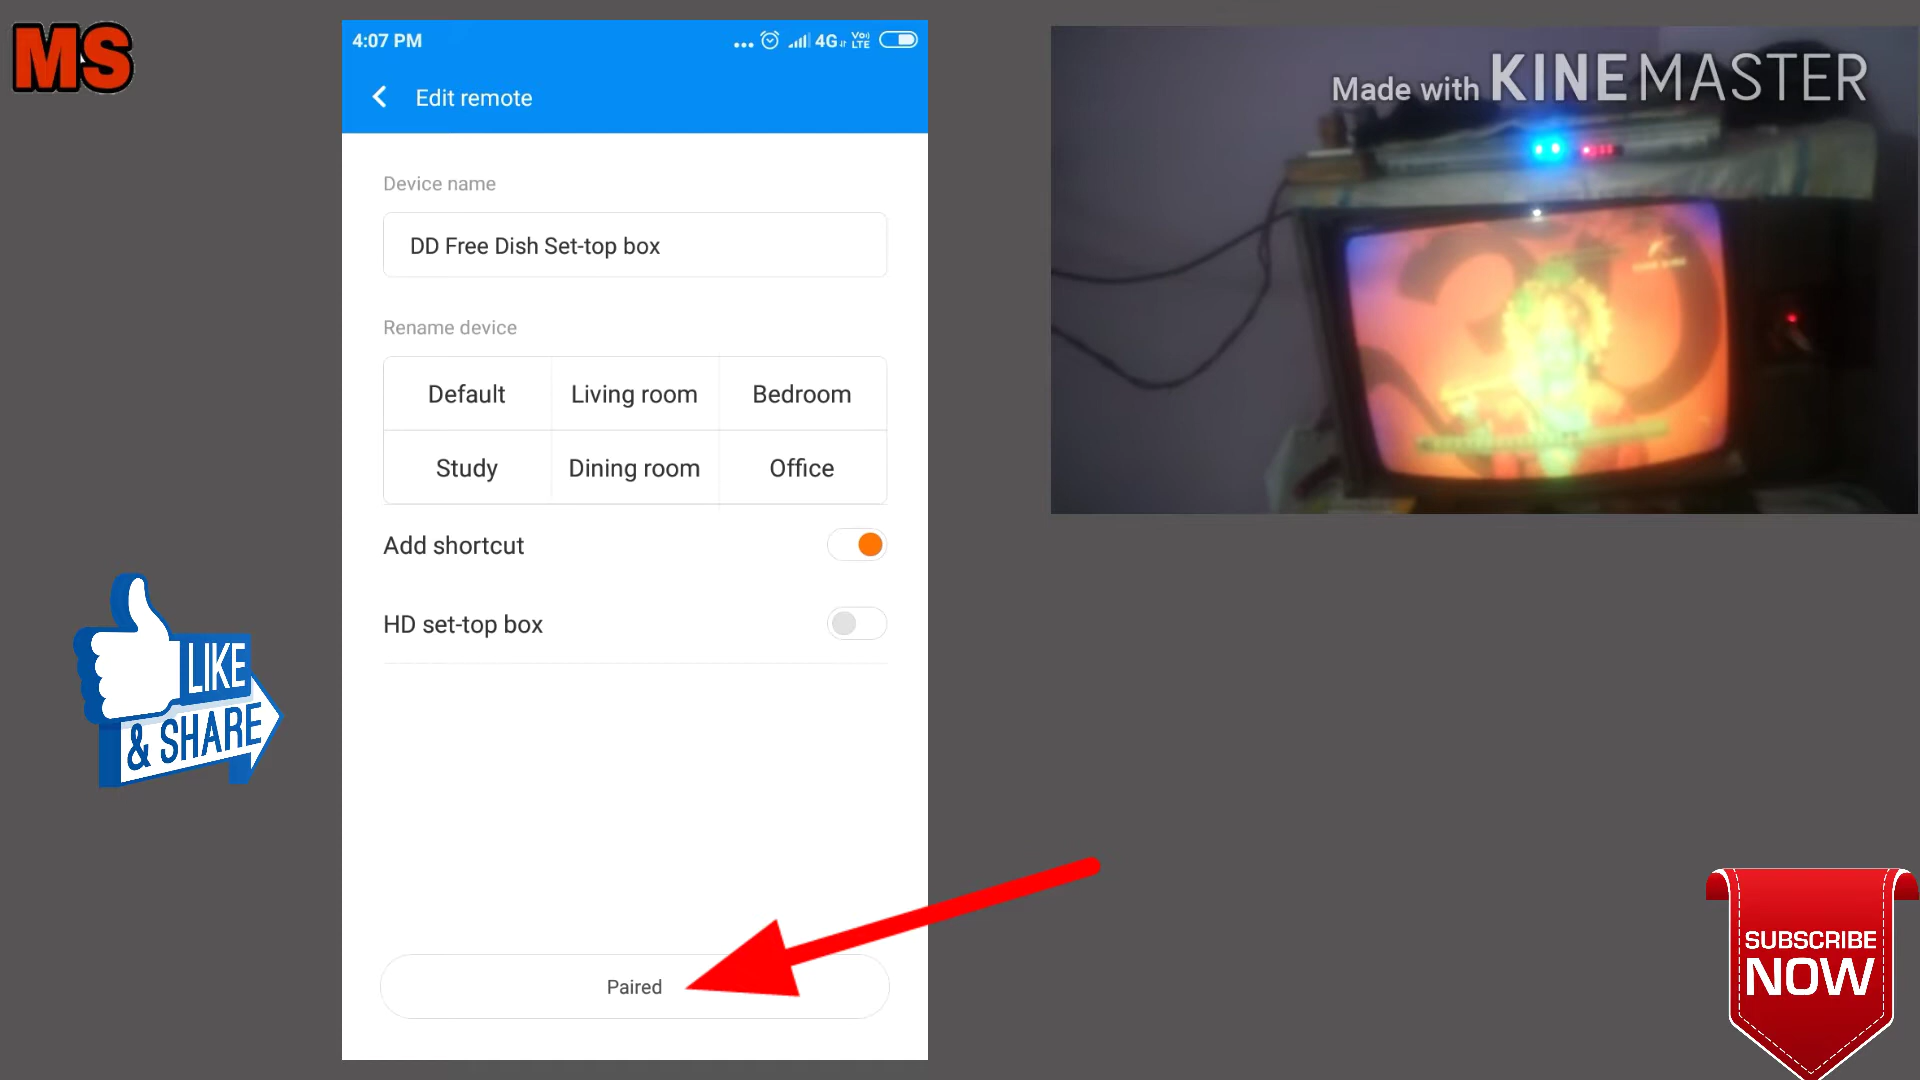 MS
4:07 PM
4G
Vo)
LTE
Edit remote
Device name
DD Free Dish Set-top box
Rename device
Default Living room Bedroom
Study Dining room Office
Add shortcut
HD set-top box
Paired
LIKE
& SHARE
Made with KINEMASTER
SUBSCRIBE
NOW